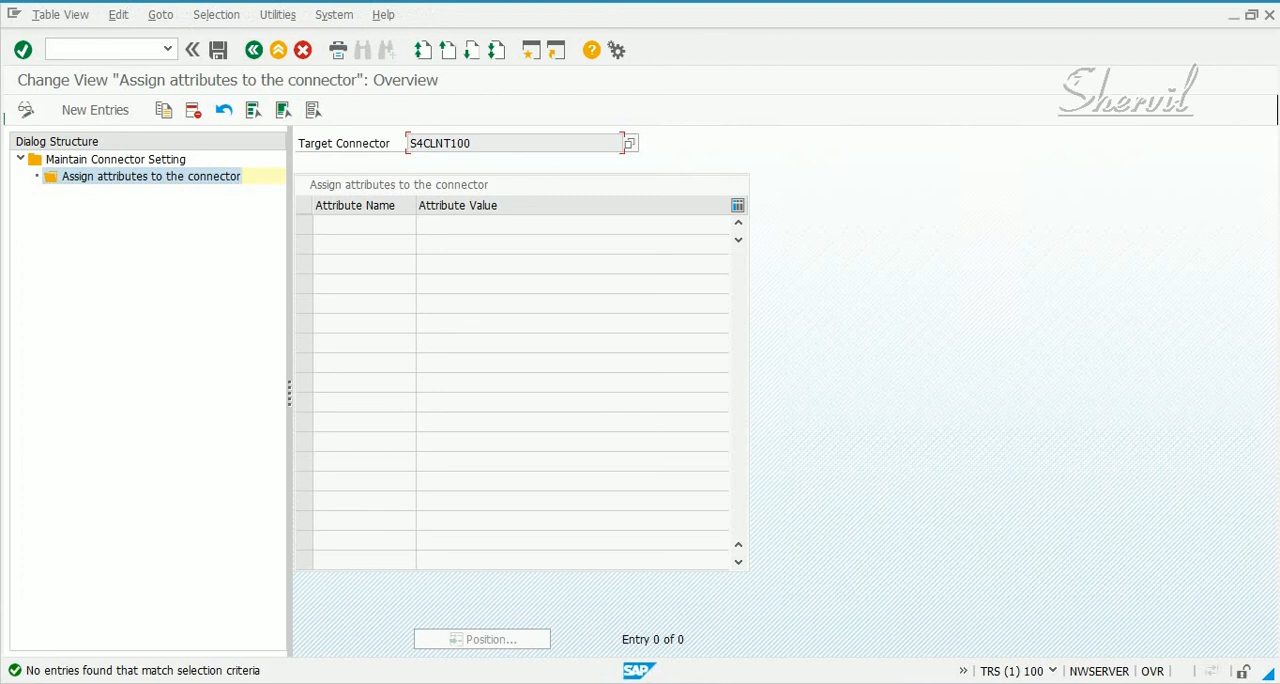 Table View Edit Goto Selection Utilities System Help
Change View "Assign attributes to the connector": Overview
Shervil
New Entries
Dialog Structure
Maintain Connector Setting
Assign attributes to the connector
Target Connector S4CLNT100
Assign attributes to the connector
Attribute Name Attribute Value
Position... Entry 0 of 0
No entries found that match selection criteria SAP » TRS (1) 100 NWSERVER OVR